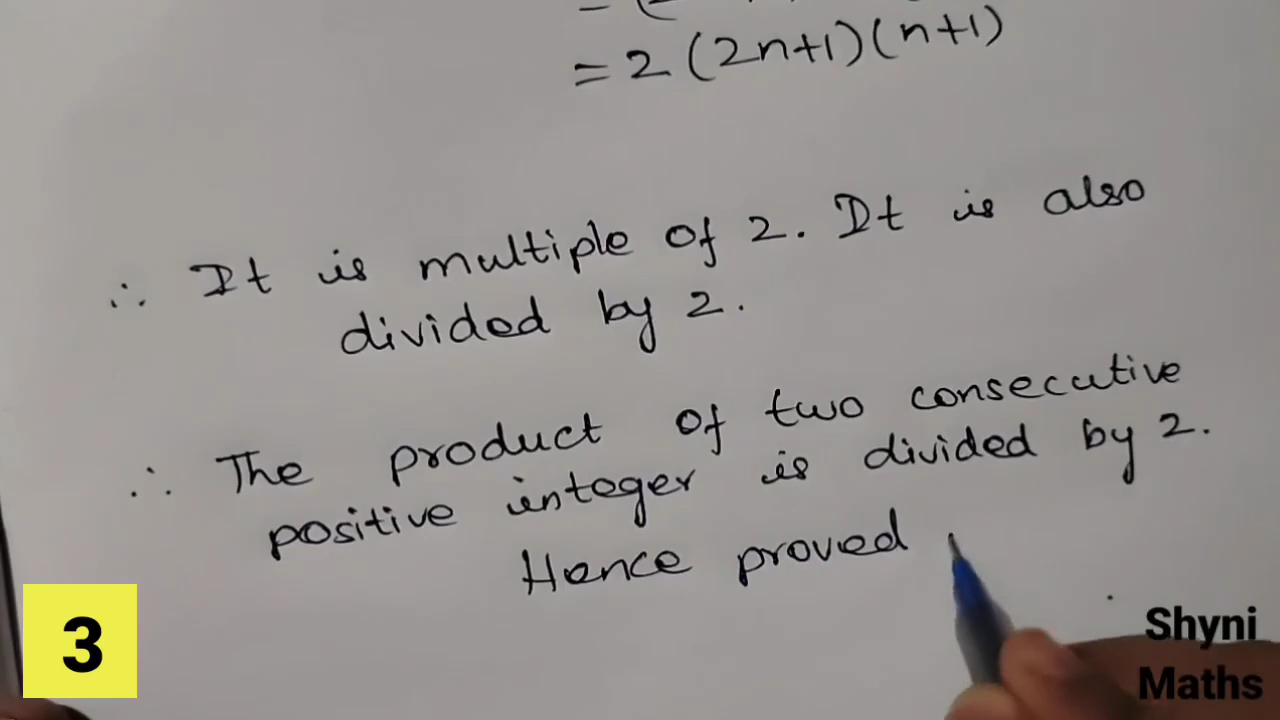 = 2 (2n+1)(n+1)
∴ It is multiple of 2. It is also
divided by 2.
∴ The product of two consecutive
positive integer is divided by 2.
Hence proved
3
Shyni
Maths